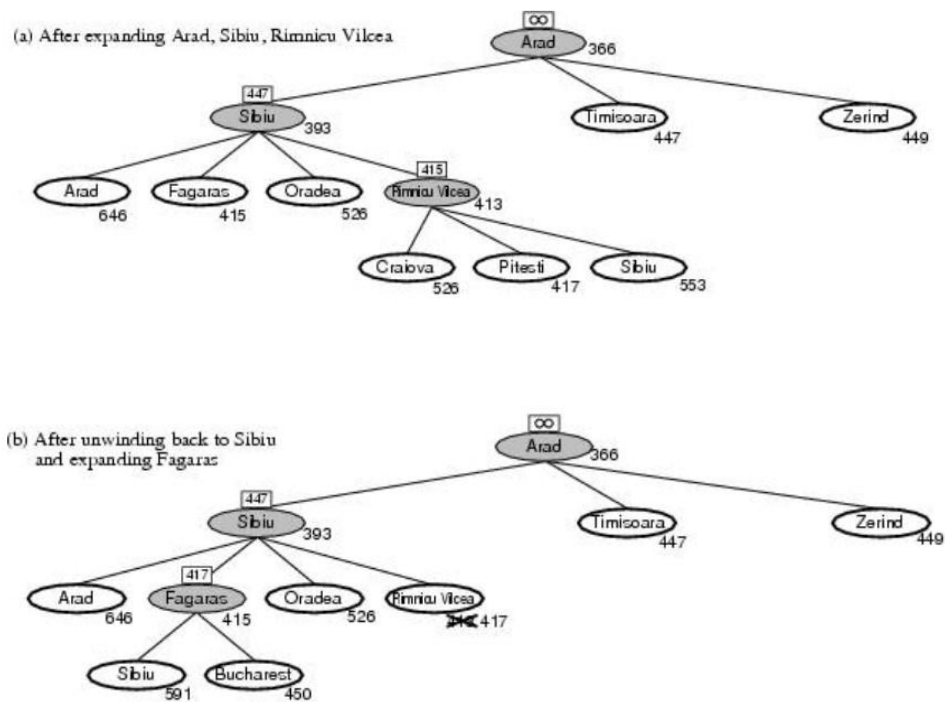 (a) After expanding Arad, Sibiu, Rimnicu Vilcea
∞
Arad 366
447
Sibiu 393
Timisoara 447
Zerind 449
Arad 646
Fagaras 415
Oradea 526
415
Rimnicu Vilcea 413
Craiova 526
Pitesti 417
Sibiu 553
(b) After unwinding back to Sibiu
and expanding Fagaras
∞
Arad 366
447
Sibiu 393
Timisoara 447
Zerind 449
Arad 646
417
Fagaras 415
Oradea 526
Rimnicu Vilcea
417
Sibiu 591
Bucharest 450